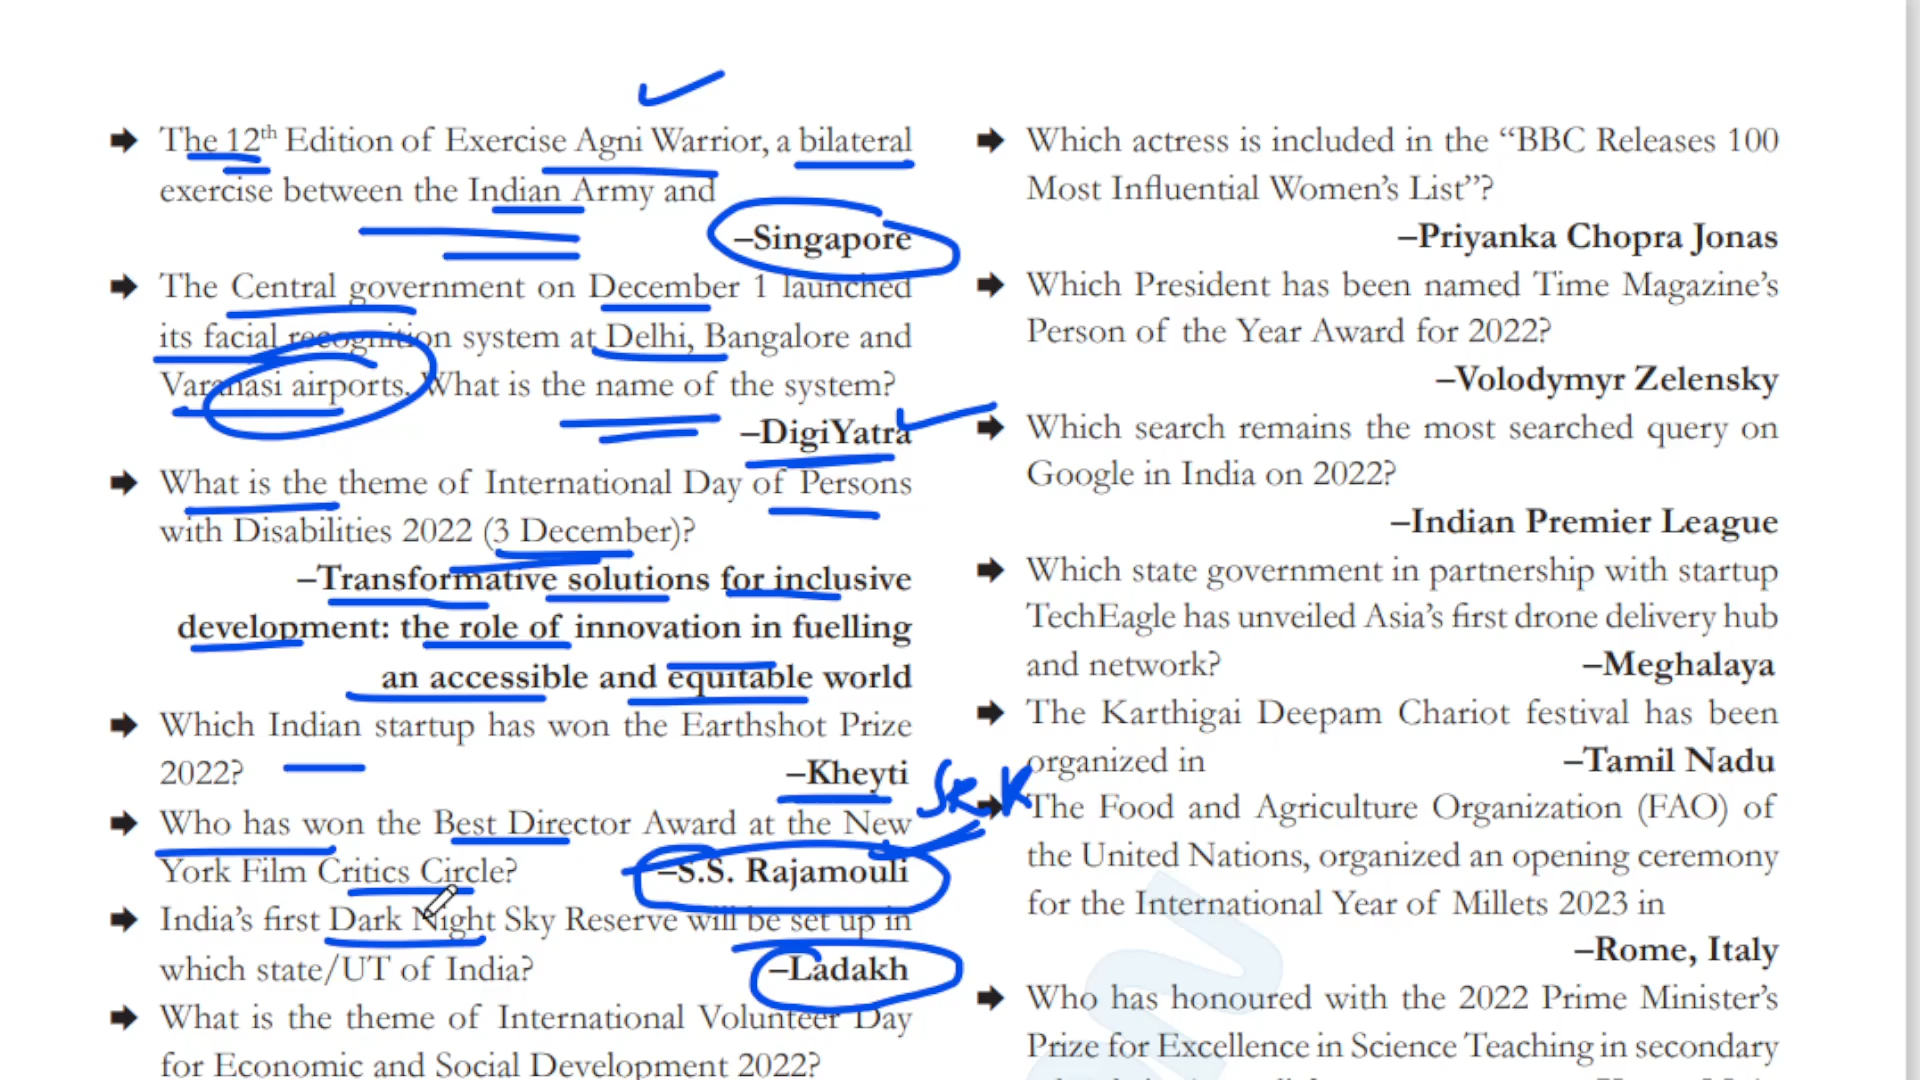 The 12th Edition of Exercise Agni Warrior, a bilateral
exercise between the Indian Army and
–Singapore
The Central government on December 1 launched
its facial recognition system at Delhi, Bangalore and
Varanasi airports. What is the name of the system?
–DigiYatra
What is the theme of International Day of Persons
with Disabilities 2022 (3 December)?
–Transformative solutions for inclusive
development: the role of innovation in fuelling
an accessible and equitable world
Which Indian startup has won the Earthshot Prize
2022? –Kheyti
Who has won the Best Director Award at the New
York Film Critics Circle? –S.S. Rajamouli
India's first Dark Night Sky Reserve will be set up in
which state/UT of India? –Ladakh
What is the theme of International Volunteer Day
for Economic and Social Development 2022?
Which actress is included in the “BBC Releases 100
Most Influential Women's List”?
–Priyanka Chopra Jonas
Which President has been named Time Magazine's
Person of the Year Award for 2022?
–Volodymyr Zelensky
Which search remains the most searched query on
Google in India on 2022?
–Indian Premier League
Which state government in partnership with startup
TechEagle has unveiled Asia's first drone delivery hub
and network? –Meghalaya
The Karthigai Deepam Chariot festival has been
organized in –Tamil Nadu
The Food and Agriculture Organization (FAO) of
the United Nations, organized an opening ceremony
for the International Year of Millets 2023 in
–Rome, Italy
Who has honoured with the 2022 Prime Minister's
Prize for Excellence in Science Teaching in secondary